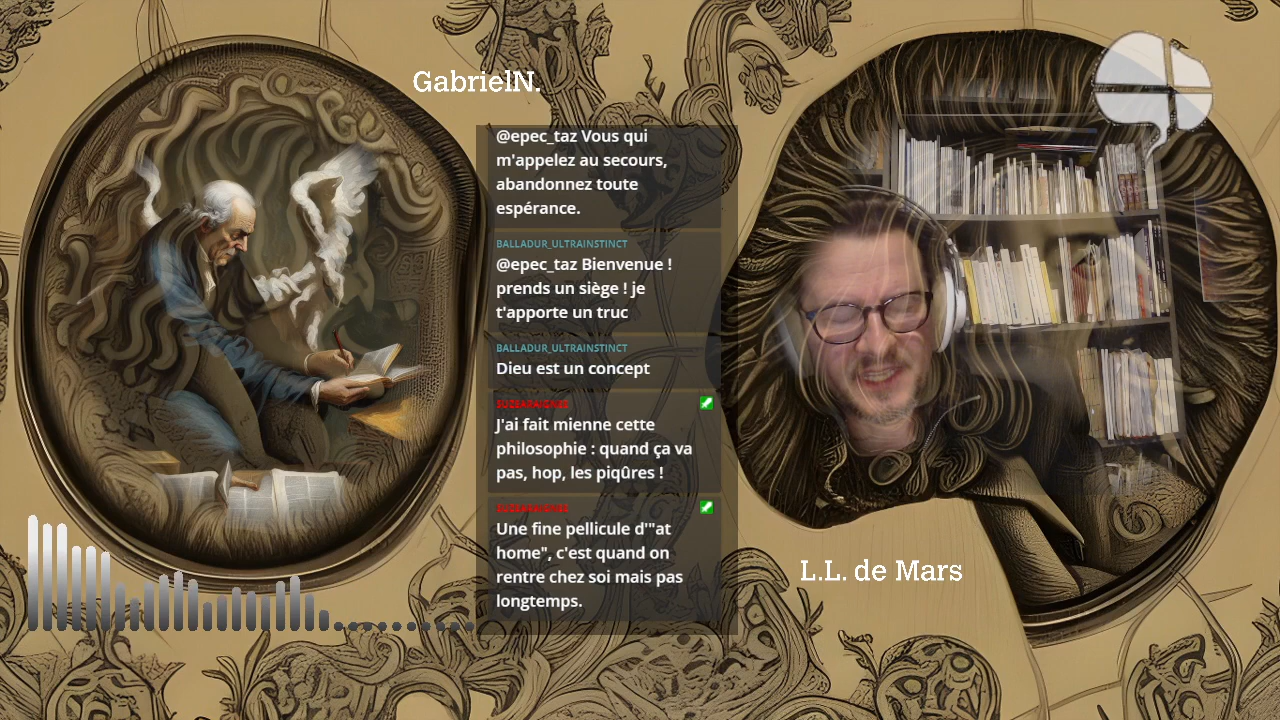 GabrielN.
@epec_taz Vous qui
m'appelez au secours,
abandonnez toute
espérance.
BALLADUR_ULTRAINSTINCT
@epec_taz Bienvenue !
prends un siège ! je
t'apporte un truc
BALLADUR_ULTRAINSTINCT
Dieu est un concept
J'ai fait mienne cette
philosophie : quand ça va
pas, hop, les piqûres !
Une fine pellicule d'"at
home", c'est quand on
rentre chez soi mais pas
longtemps.
L.L. de Mars